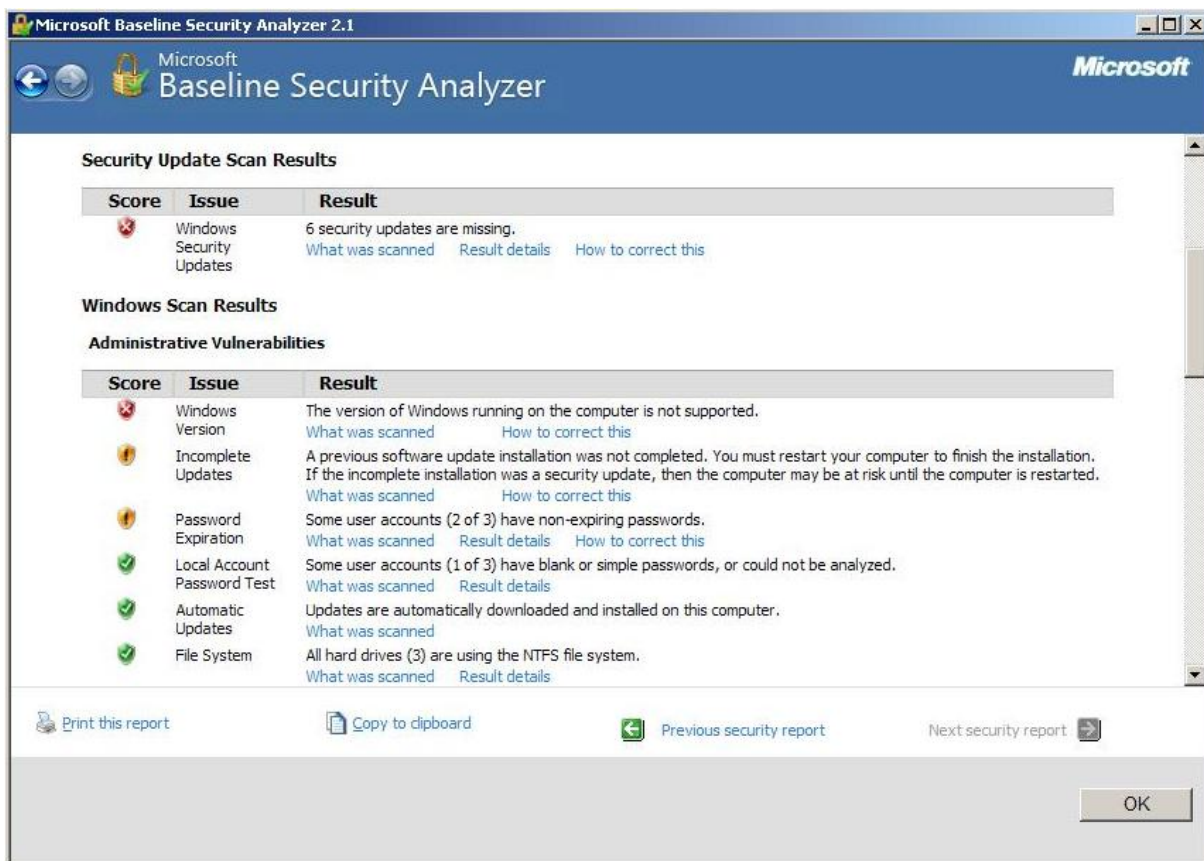 Microsoft Baseline Security Analyzer 2.1
Microsoft
Baseline Security Analyzer
Microsoft
Security Update Scan Results
Score Issue Result
Windows Security Updates
6 security updates are missing.
What was scanned Result details How to correct this
Windows Scan Results
Administrative Vulnerabilities
Score Issue Result
Windows Version
The version of Windows running on the computer is not supported.
What was scanned How to correct this
Incomplete Updates
A previous software update installation was not completed. You must restart your computer to finish the installation.
If the incomplete installation was a security update, then the computer may be at risk until the computer is restarted.
What was scanned How to correct this
Password Expiration
Some user accounts (2 of 3) have non-expiring passwords.
What was scanned Result details How to correct this
Local Account Password Test
Some user accounts (1 of 3) have blank or simple passwords, or could not be analyzed.
What was scanned Result details
Automatic Updates
Updates are automatically downloaded and installed on this computer.
What was scanned
File System
All hard drives (3) are using the NTFS file system.
What was scanned Result details
Print this report Copy to clipboard Previous security report Next security report
OK